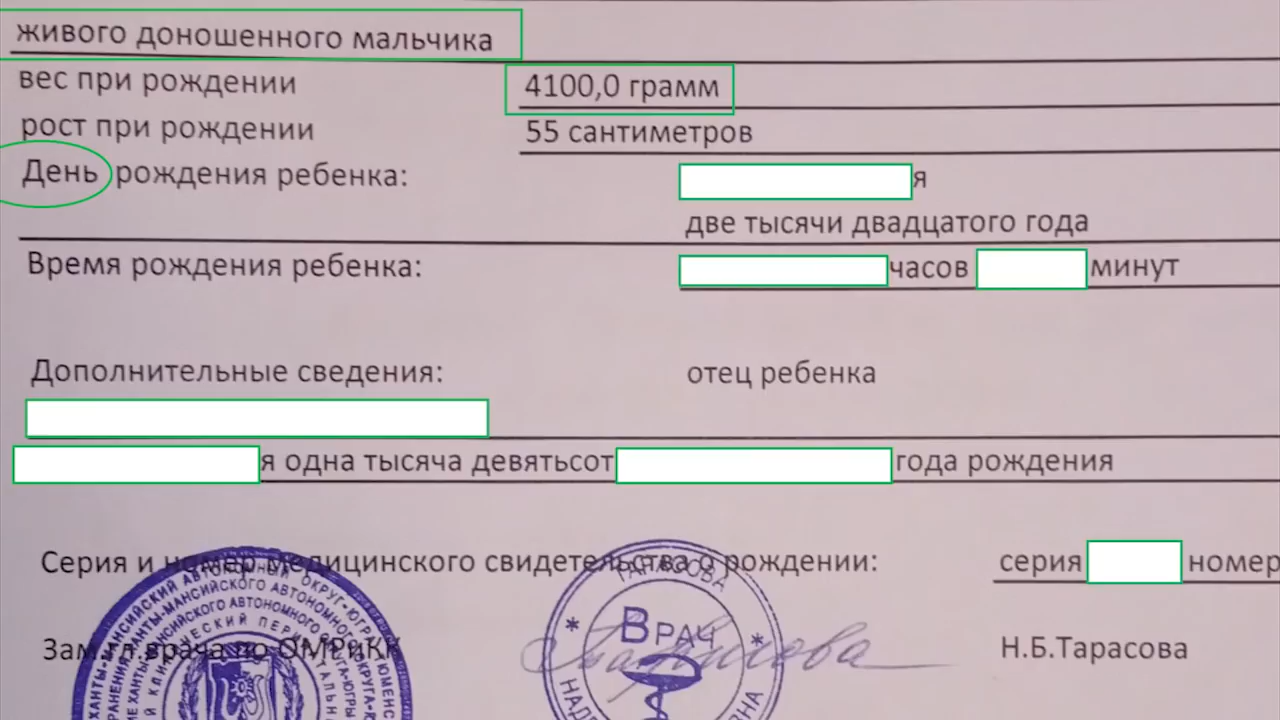 живого доношенного мальчика
вес при рождении 4100,0 грамм
рост при рождении 55 сантиметров
День рождения ребенка: я
две тысячи двадцатого года
Время рождения ребенка: часов минут
Дополнительные сведения: отец ребенка
я одна тысяча девятьсот года рождения
Серия и номер медицинского свидетельства о рождении: серия номер
Зам.гл.врача по ОМРиКК Н.Б.Тарасова
ТАРАСОВА
Врач